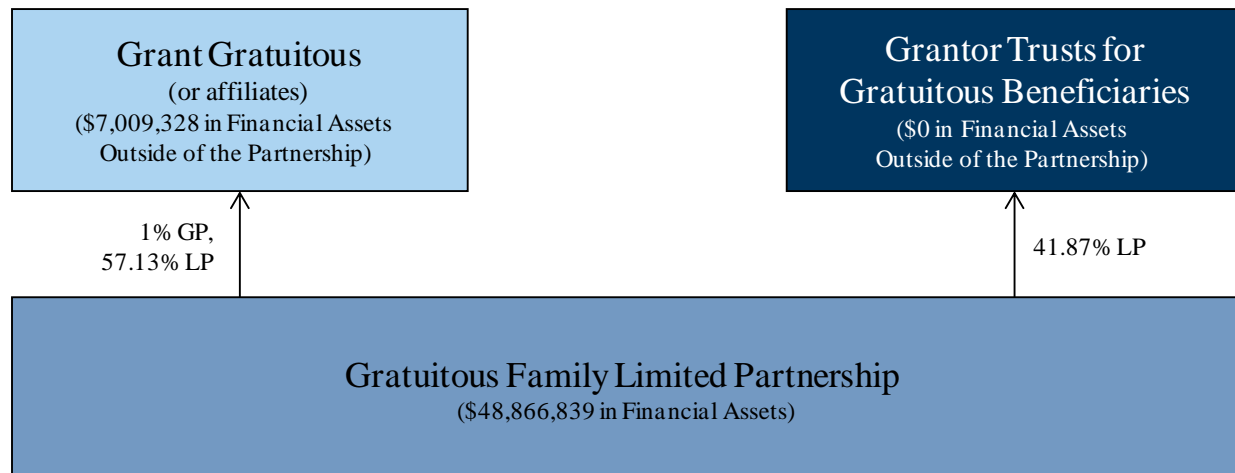 Grant Gratuitous
(or affiliates)
($7,009,328 in Financial Assets
Outside of the Partnership)
Grantor Trusts for
Gratuitous Beneficiaries
($0 in Financial Assets
Outside of the Partnership)
1% GP,
57.13% LP
41.87% LP
Gratuitous Family Limited Partnership
($48,866,839 in Financial Assets)